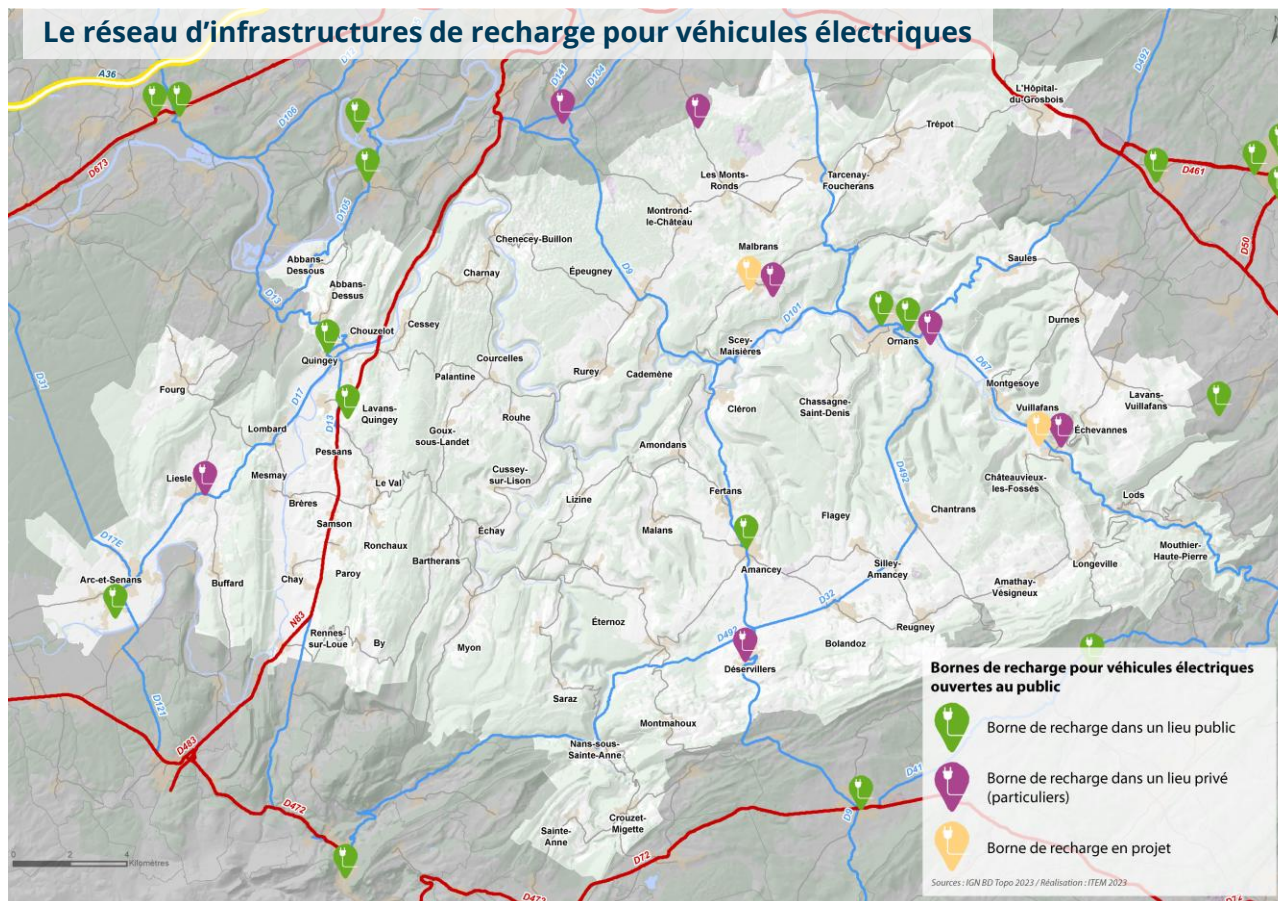 Le réseau d'infrastructures de recharge pour véhicules électriques
A36
D106
D141
D104
D492
L'Hôpital-
du-Grosbois
Trépot
D673
D461
Les Monts-
Ronds
Tarcenay-
Foucherans
D105
Montrond-
le-Château
D50
Chenecey-Buillon
Malbrans
Abbans-
Dessous
Saules
D9
Épeugney
Charnay
Abbans-
Dessus
D13
D31
D101
Durnes
Cessey
Chouzelot
Scey-
Maisières
Ornans
Quingey
Courcelles
D67
Rurey
Cademène
Palantine
Montgesoye
Fourg
D17
Lavans-
Vuillafans
Chassagne-
Saint-Denis
Cléron
Vuillafans
Lavans-
Quingey
D13
Rouhe
Lombard
Échevannes
Goux-
sous-Landet
Amondans
Pessans
D492
Cussey-
sur-Lison
Liesle
Mesmay
Châteauvieux-
les-Fossés
Le Val
Fertans
Lods
Brères
Lizine
Chantrans
Flagey
Samson
Échay
Malans
D17E
Ronchaux
Mouthier-
Haute-Pierre
Bartherans
Longeville
Amancey
Silley-
Amancey
Arc-et-Senans
Buffard
Chay
Paroy
Amathay-
Vésigneux
D32
N83
Éternoz
Reugney
Rennes-
sur-Loue
By
D492
Bolandoz
Myon
Déservillers
Saraz
D121
Montmahoux
D483
Nans-sous-
Sainte-Anne
D41
D472
D9
Crouzet-
Migette
Sainte-
Anne
D72
D472
0 2 4
Kilomètres
Bornes de recharge pour véhicules électriques
ouvertes au public
Borne de recharge dans un lieu public
Borne de recharge dans un lieu privé
(particuliers)
Borne de recharge en projet
Sources : IGN BD Topo 2023 / Réalisation : ITEM 2023